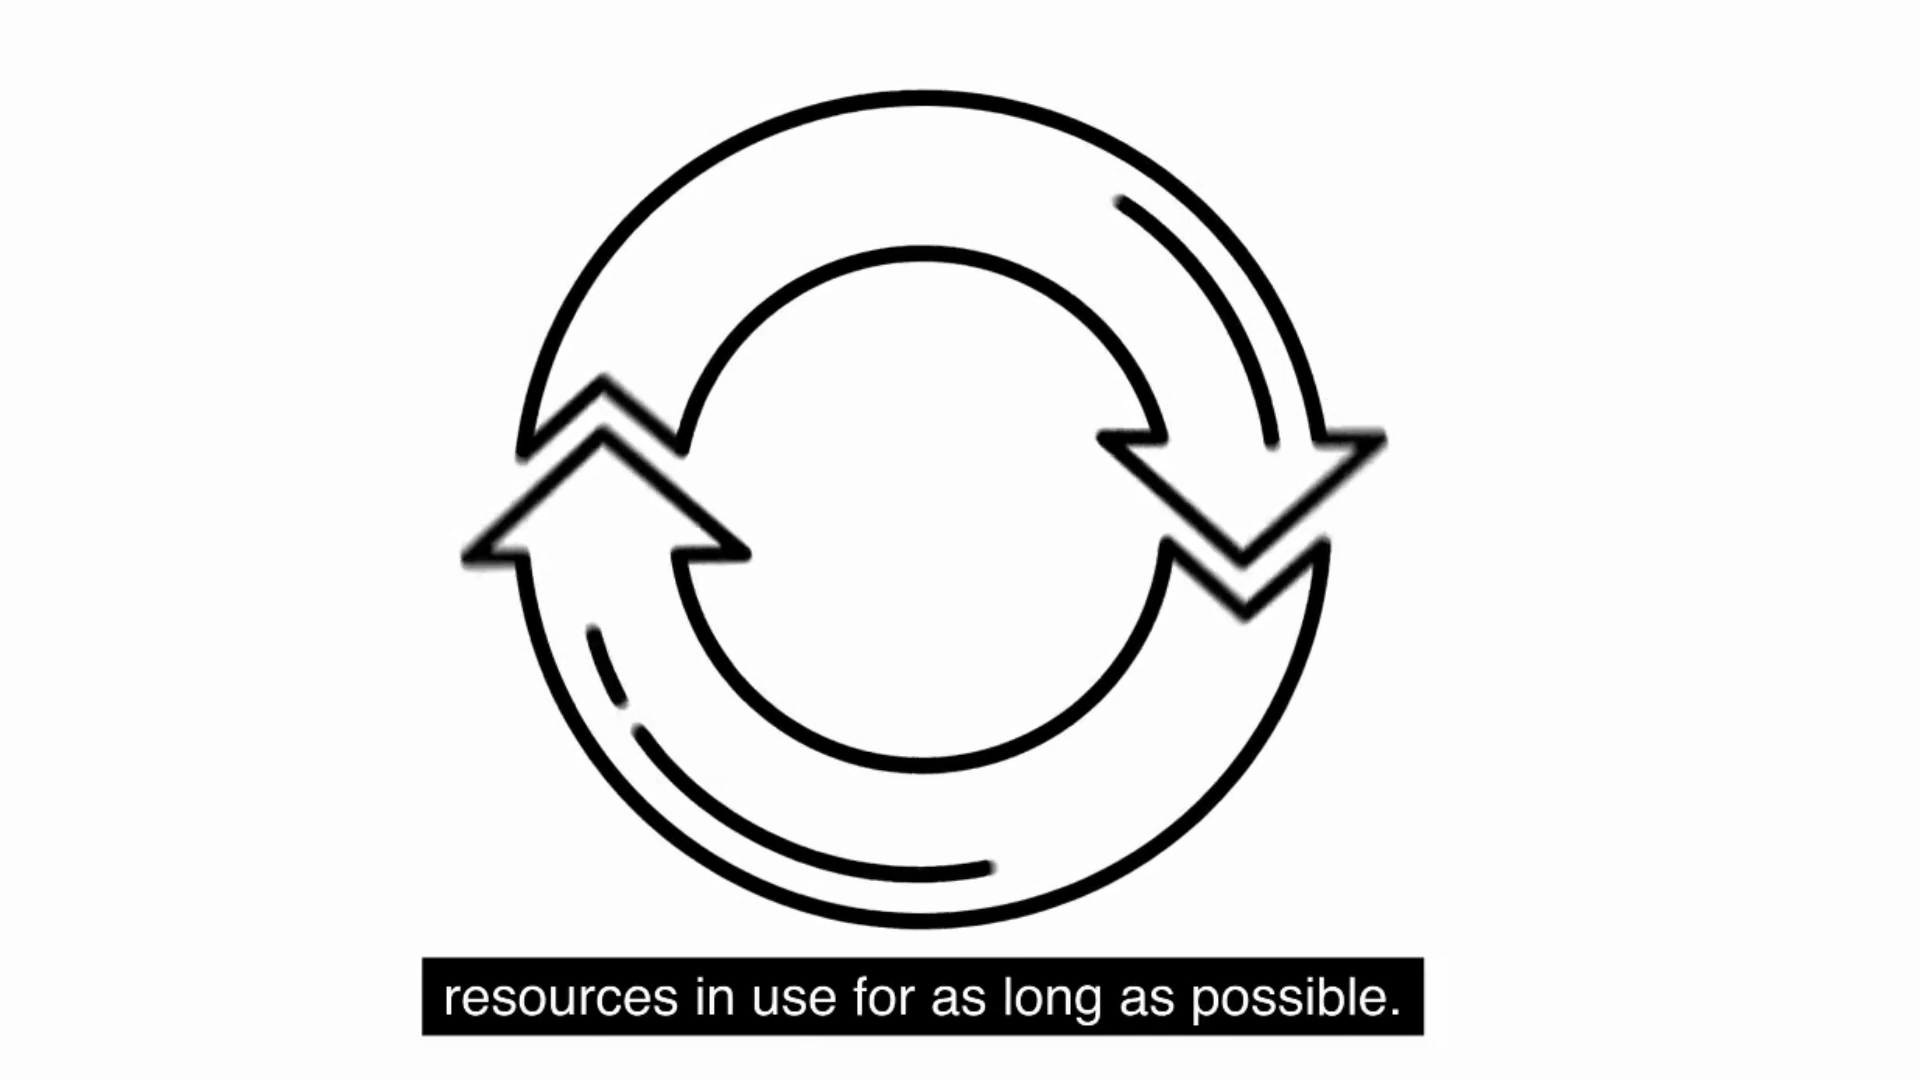 resources in use for as long as possible.